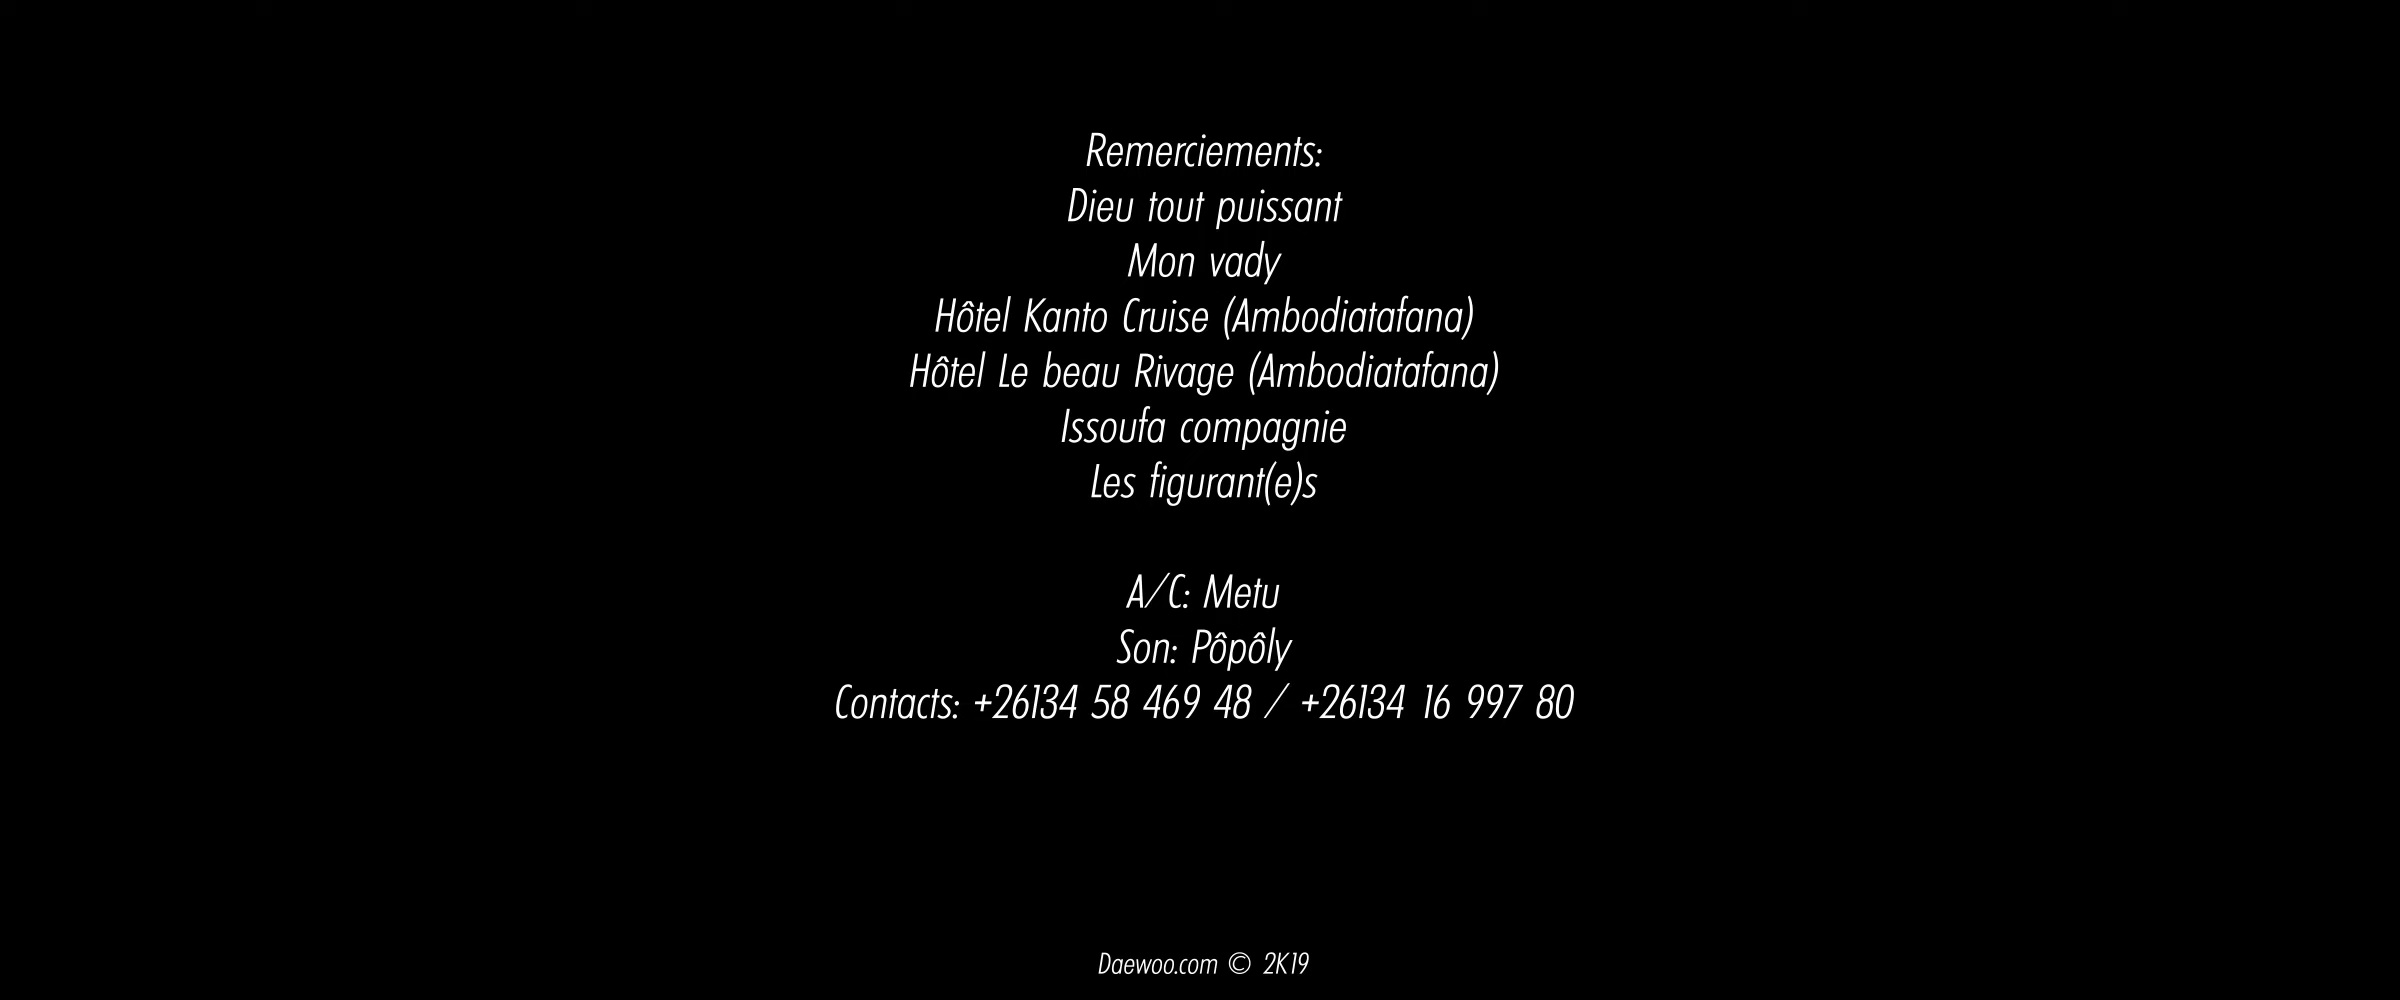 Remerciements:
Dieu tout puissant
Mon vady
Hôtel Kanto Cruise (Ambodiatafana)
Hôtel Le beau Rivage (Ambodiatafana)
Issoufa compagnie
Les figurant(e)s
A/C: Metu
Son: Pôpôly
Contacts: +26134 58 469 48 / +26134 16 997 80
Daewoo.com © 2K19